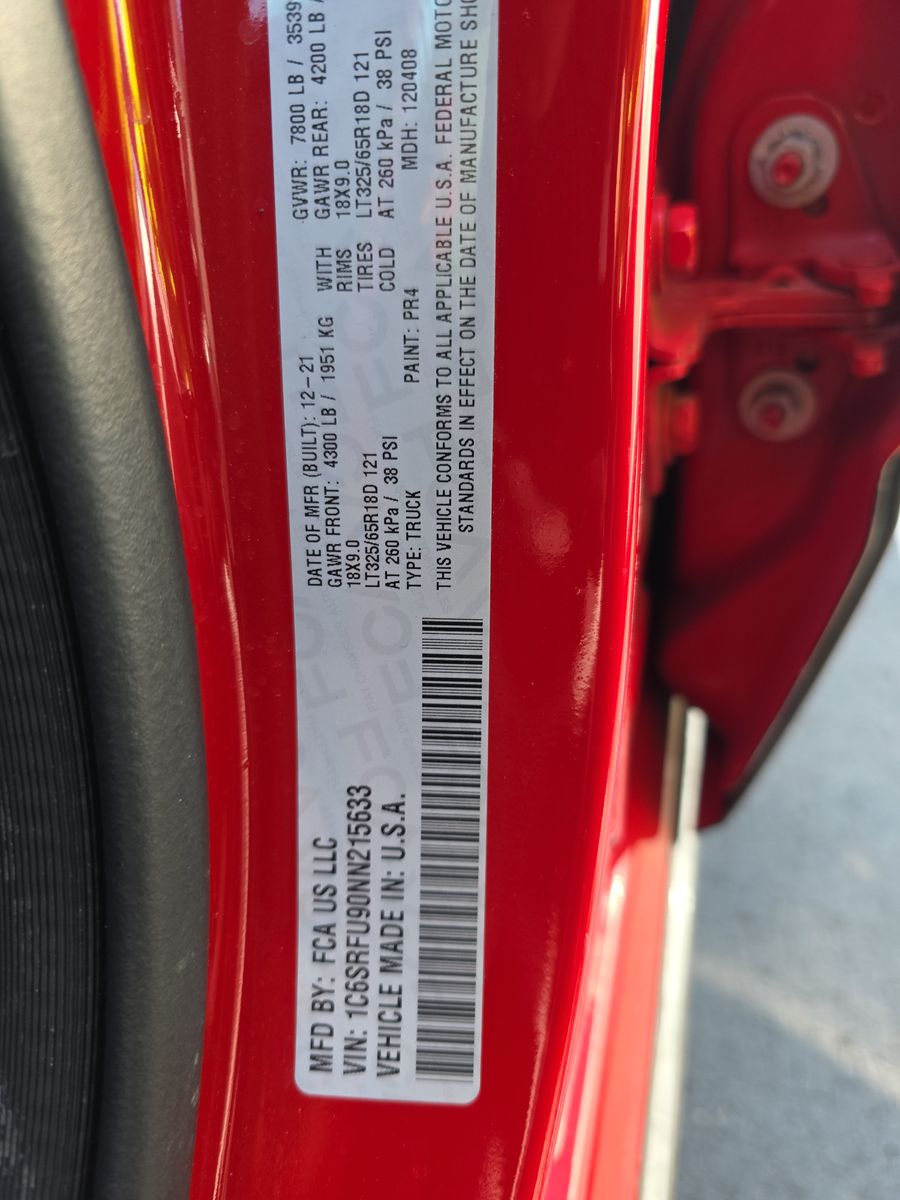 MFD BY: FCA US LLC
VIN: 1C6SRFU90NN215633
VEHICLE MADE IN: U.S.A.
DATE OF MFR (BUILT): 12-21
GAWR FRONT: 4300 LB / 1951 KG
18X9.0
LT325/65R18D 121
AT 260 kPa / 38 PSI
TYPE: TRUCK
PAINT: PR4
WITH
RIMS
TIRES
COLD
GVWR: 7800 LB / 3539
GAWR REAR: 4200 LB /
18X9.0
LT325/65R18D 121
AT 260 kPa / 38 PSI
MDH: 120408
THIS VEHICLE CONFORMS TO ALL APPLICABLE U.S.A. FEDERAL MOTO
STANDARDS IN EFFECT ON THE DATE OF MANUFACTURE SHO